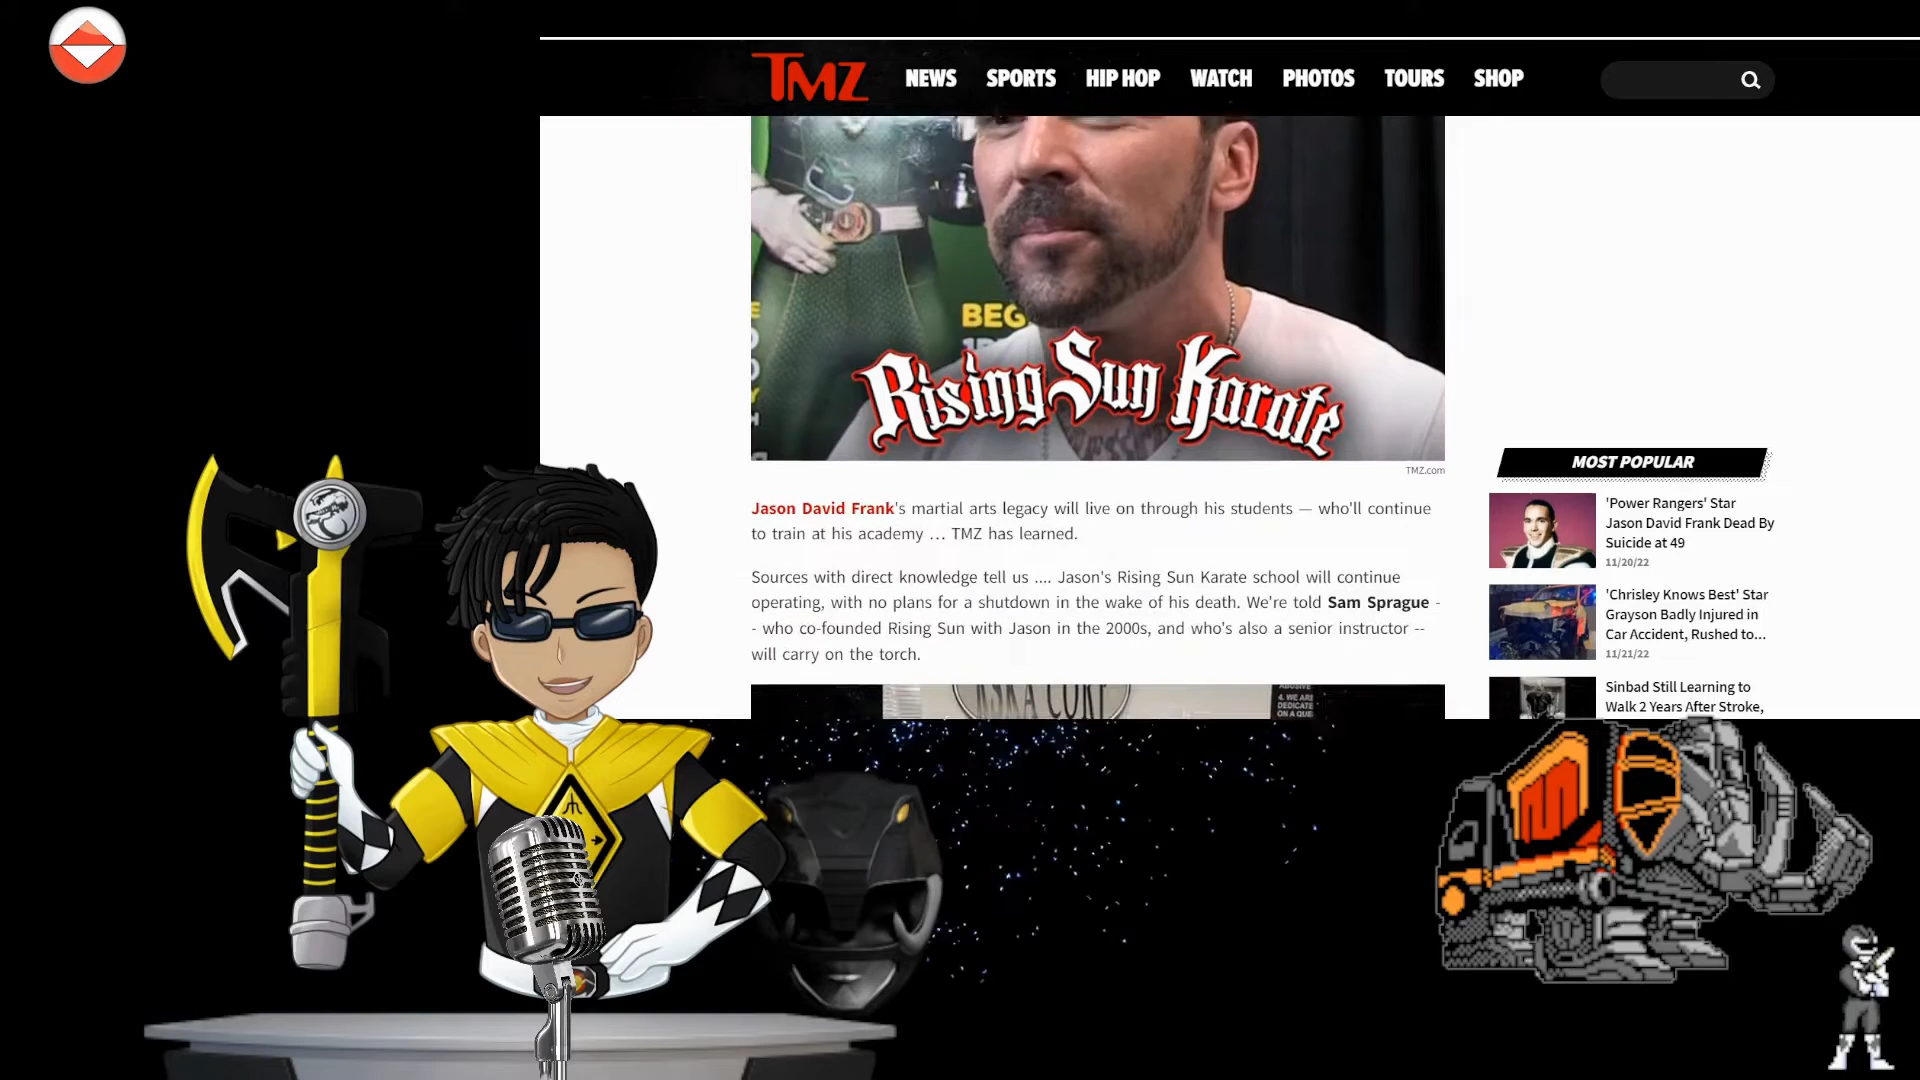 TMZ NEWS SPORTS HIP HOP WATCH PHOTOS TOURS SHOP
BEG
Rising Sun Karate
TMZ.com
Jason David Frank's martial arts legacy will live on through his students — who'll continue
to train at his academy … TMZ has learned.
Sources with direct knowledge tell us .... Jason's Rising Sun Karate school will continue
operating, with no plans for a shutdown in the wake of his death. We're told Sam Sprague -
- who co-founded Rising Sun with Jason in the 2000s, and who's also a senior instructor --
will carry on the torch.
4. WE ARE
DEDICATE
ON A QUE
MOST POPULAR
'Power Rangers' Star
Jason David Frank Dead By
Suicide at 49
11/20/22
'Chrisley Knows Best' Star
Grayson Badly Injured in
Car Accident, Rushed to...
11/21/22
Sinbad Still Learning to
Walk 2 Years After Stroke,